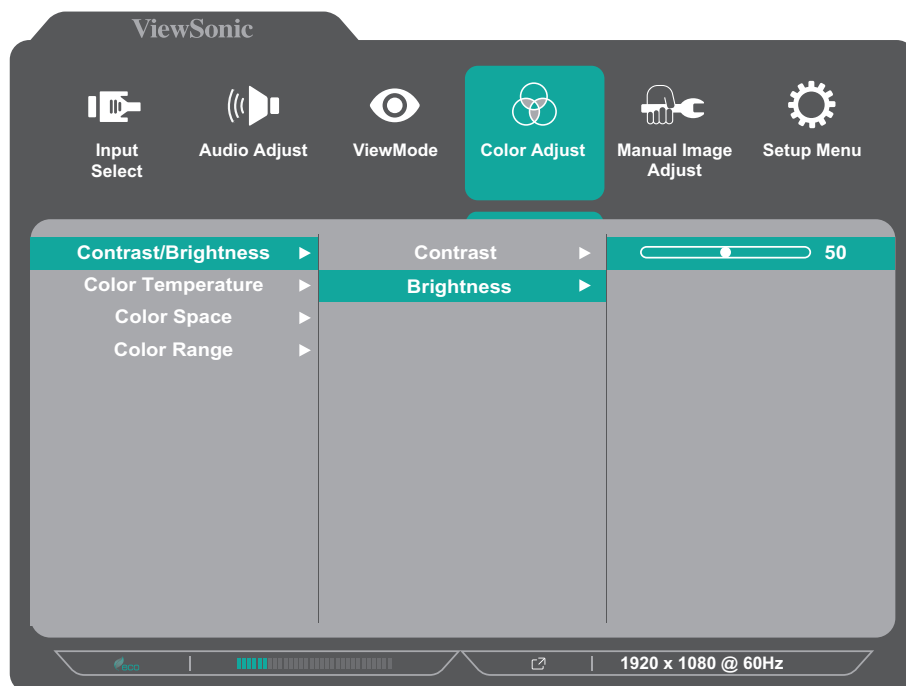 ViewSonic
Input
Select
Audio Adjust
ViewMode
Color Adjust
Manual Image
Adjust
Setup Menu
Contrast/Brightness
Color Temperature
Color Space
Color Range
Contrast
Brightness
50
eco
1920 x 1080 @ 60Hz